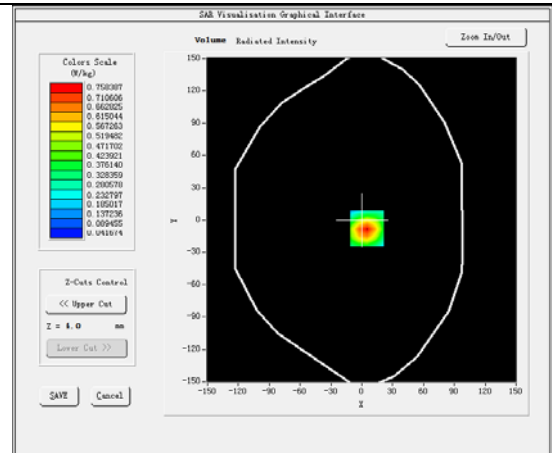 SAR Visualisation Graphical Interface
Volume Radiated Intensity
Zoom In/Out
Colors Scale
(W/kg)
0.758387
0.710606
0.662825
0.615044
0.567263
0.519482
0.471702
0.423921
0.376140
0.328359
0.280578
0.232797
0.185017
0.137236
0.089455
0.041674
Z-Cuts Control
<< Upper Cut
Z = 4.0 mm
Lower Cut >>
SAVE
Cancel
150
120
90
60
30
0
-30
-60
-90
-120
-150
Y
-150 -120 -90 -60 -30 0 30 60 90 120 150
X